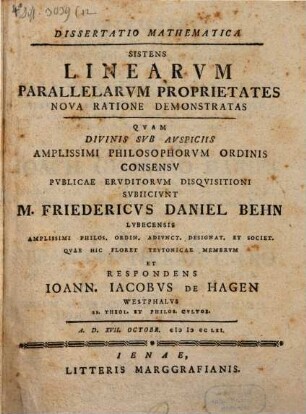 DISSERTATIO MATHEMATICA
SISTENS
LINEARVM
PARALLELARVM PROPRIETATES
NOVA RATIONE DEMONSTRATAS
QVAM
DIVINIS SVB AVSPICIIS
AMPLISSIMI PHILOSOPHORVM ORDINIS
CONSENSV
PVBLICAE ERVDITORVM DISQVISITIONI
SVBIICIVNT
M. FRIEDERICVS DANIEL BEHN
LVBECENSIS
AMPLISSIMI PHILOS. ORDIN. ADIVNCT. DESIGNAT. ET SOCIET.
QVAE HIC FLORET TEVTONICAE MEMBRVM
ET
RESPONDENS
IOANN. IACOBVS DE HAGEN
WESTPHALVS
SS. THEOL. ET PHILOS. CVLTOR.
A. D. XVII. OCTOBR. cIɔ Iɔ cc LXI.
IENAE,
LITTERIS MARGGRAFIANIS.